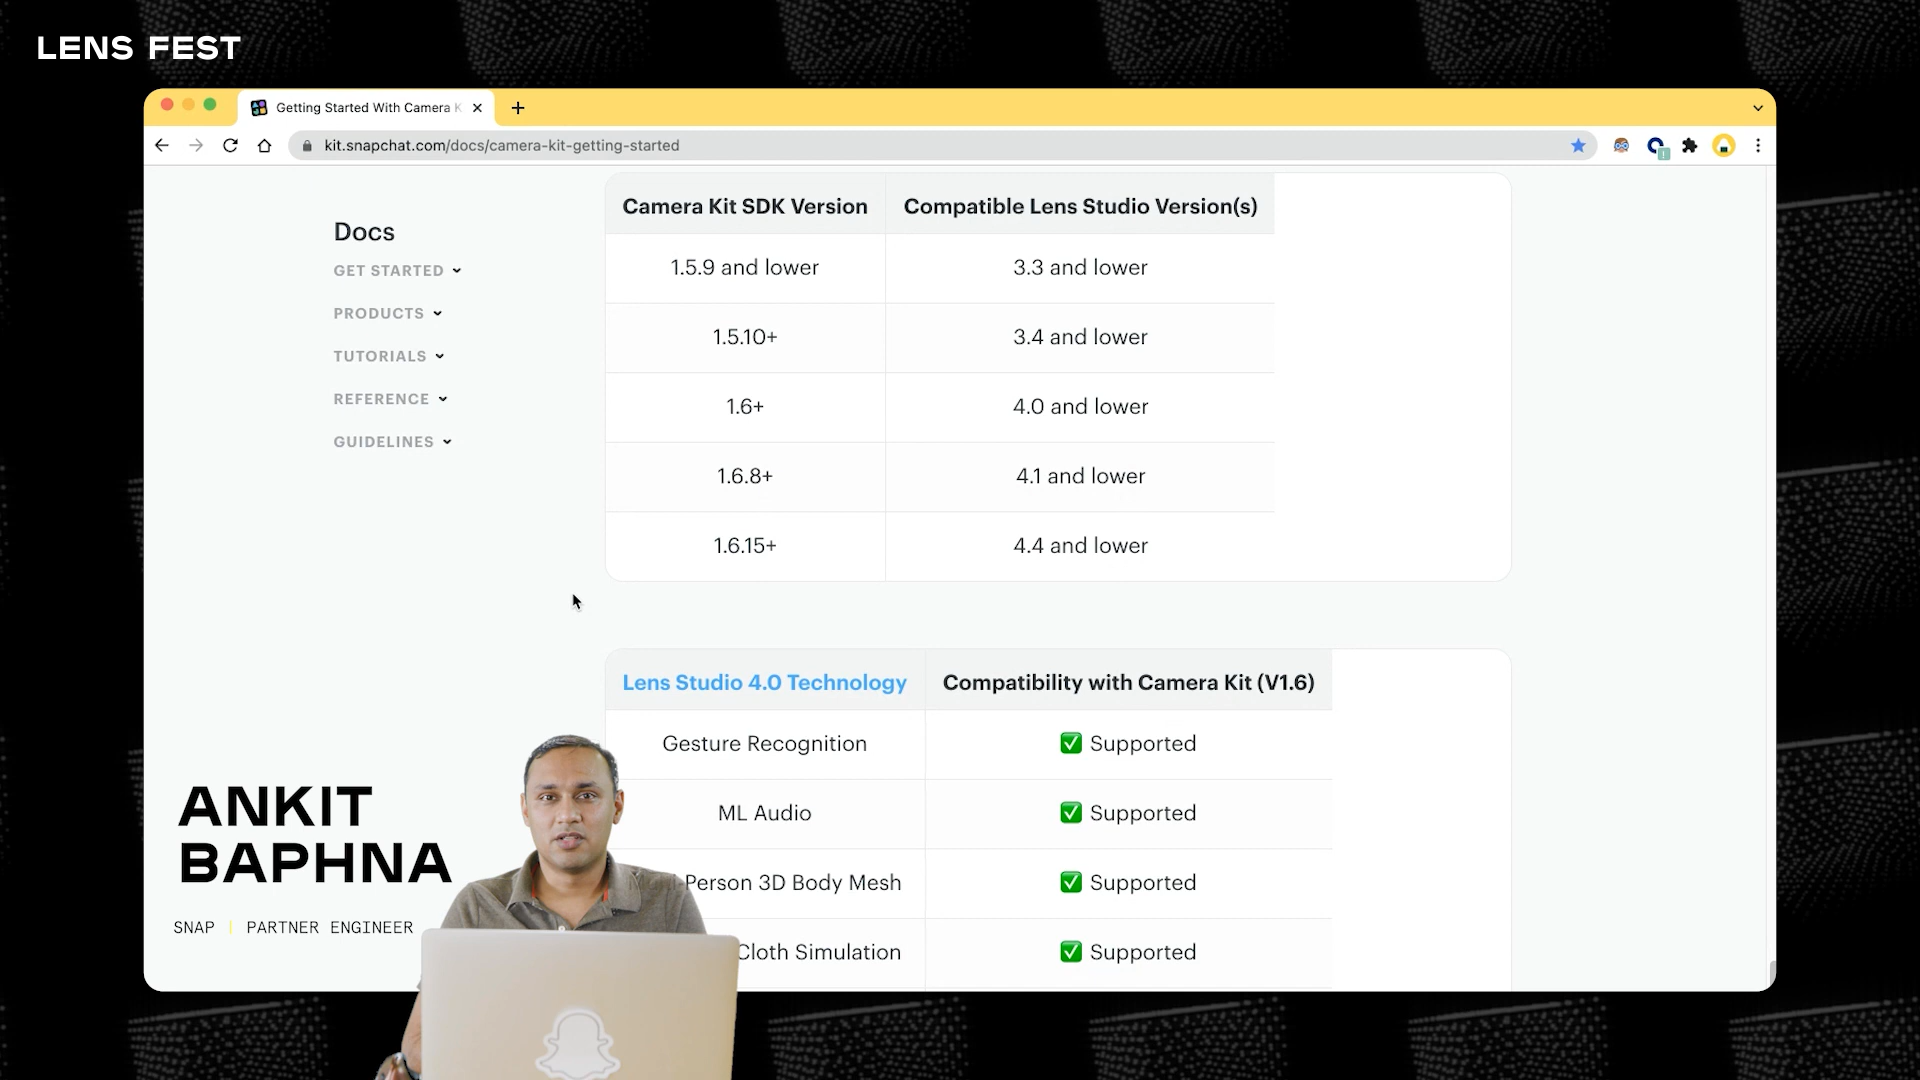 LENS FEST
Getting Started With Camera K
kit.snapchat.com/docs/camera-kit-getting-started
Docs
GET STARTED
PRODUCTS
TUTORIALS
REFERENCE
GUIDELINES
Camera Kit SDK Version Compatible Lens Studio Version(s)
1.5.9 and lower 3.3 and lower
1.5.10+ 3.4 and lower
1.6+ 4.0 and lower
1.6.8+ 4.1 and lower
1.6.15+ 4.4 and lower
Lens Studio 4.0 Technology Compatibility with Camera Kit (V1.6)
Gesture Recognition ✅ Supported
ML Audio ✅ Supported
Person 3D Body Mesh ✅ Supported
Cloth Simulation ✅ Supported
ANKIT
BAPHNA
SNAP | PARTNER ENGINEER